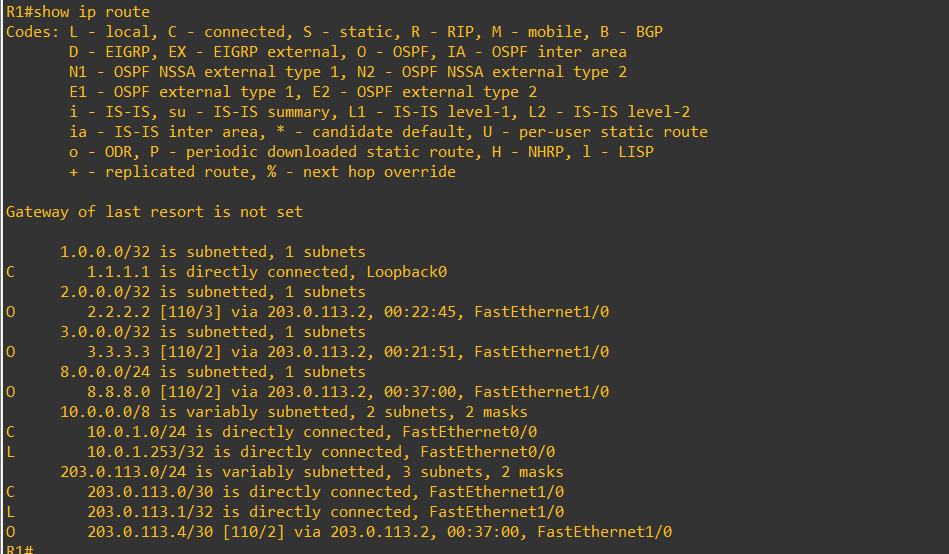 R1#show ip route
Codes: L - local, C - connected, S - static, R - RIP, M - mobile, B - BGP
       D - EIGRP, EX - EIGRP external, O - OSPF, IA - OSPF inter area
       N1 - OSPF NSSA external type 1, N2 - OSPF NSSA external type 2
       E1 - OSPF external type 1, E2 - OSPF external type 2
       i - IS-IS, su - IS-IS summary, L1 - IS-IS level-1, L2 - IS-IS level-2
       ia - IS-IS inter area, * - candidate default, U - per-user static route
       o - ODR, P - periodic downloaded static route, H - NHRP, l - LISP
       + - replicated route, % - next hop override

Gateway of last resort is not set

      1.0.0.0/32 is subnetted, 1 subnets
C        1.1.1.1 is directly connected, Loopback0
      2.0.0.0/32 is subnetted, 1 subnets
O        2.2.2.2 [110/3] via 203.0.113.2, 00:22:45, FastEthernet1/0
      3.0.0.0/32 is subnetted, 1 subnets
O        3.3.3.3 [110/2] via 203.0.113.2, 00:21:51, FastEthernet1/0
      8.0.0.0/24 is subnetted, 1 subnets
O        8.8.8.0 [110/2] via 203.0.113.2, 00:37:00, FastEthernet1/0
      10.0.0.0/8 is variably subnetted, 2 subnets, 2 masks
C        10.0.1.0/24 is directly connected, FastEthernet0/0
L        10.0.1.253/32 is directly connected, FastEthernet0/0
      203.0.113.0/24 is variably subnetted, 3 subnets, 2 masks
C        203.0.113.0/30 is directly connected, FastEthernet1/0
L        203.0.113.1/32 is directly connected, FastEthernet1/0
O        203.0.113.4/30 [110/2] via 203.0.113.2, 00:37:00, FastEthernet1/0
R1#